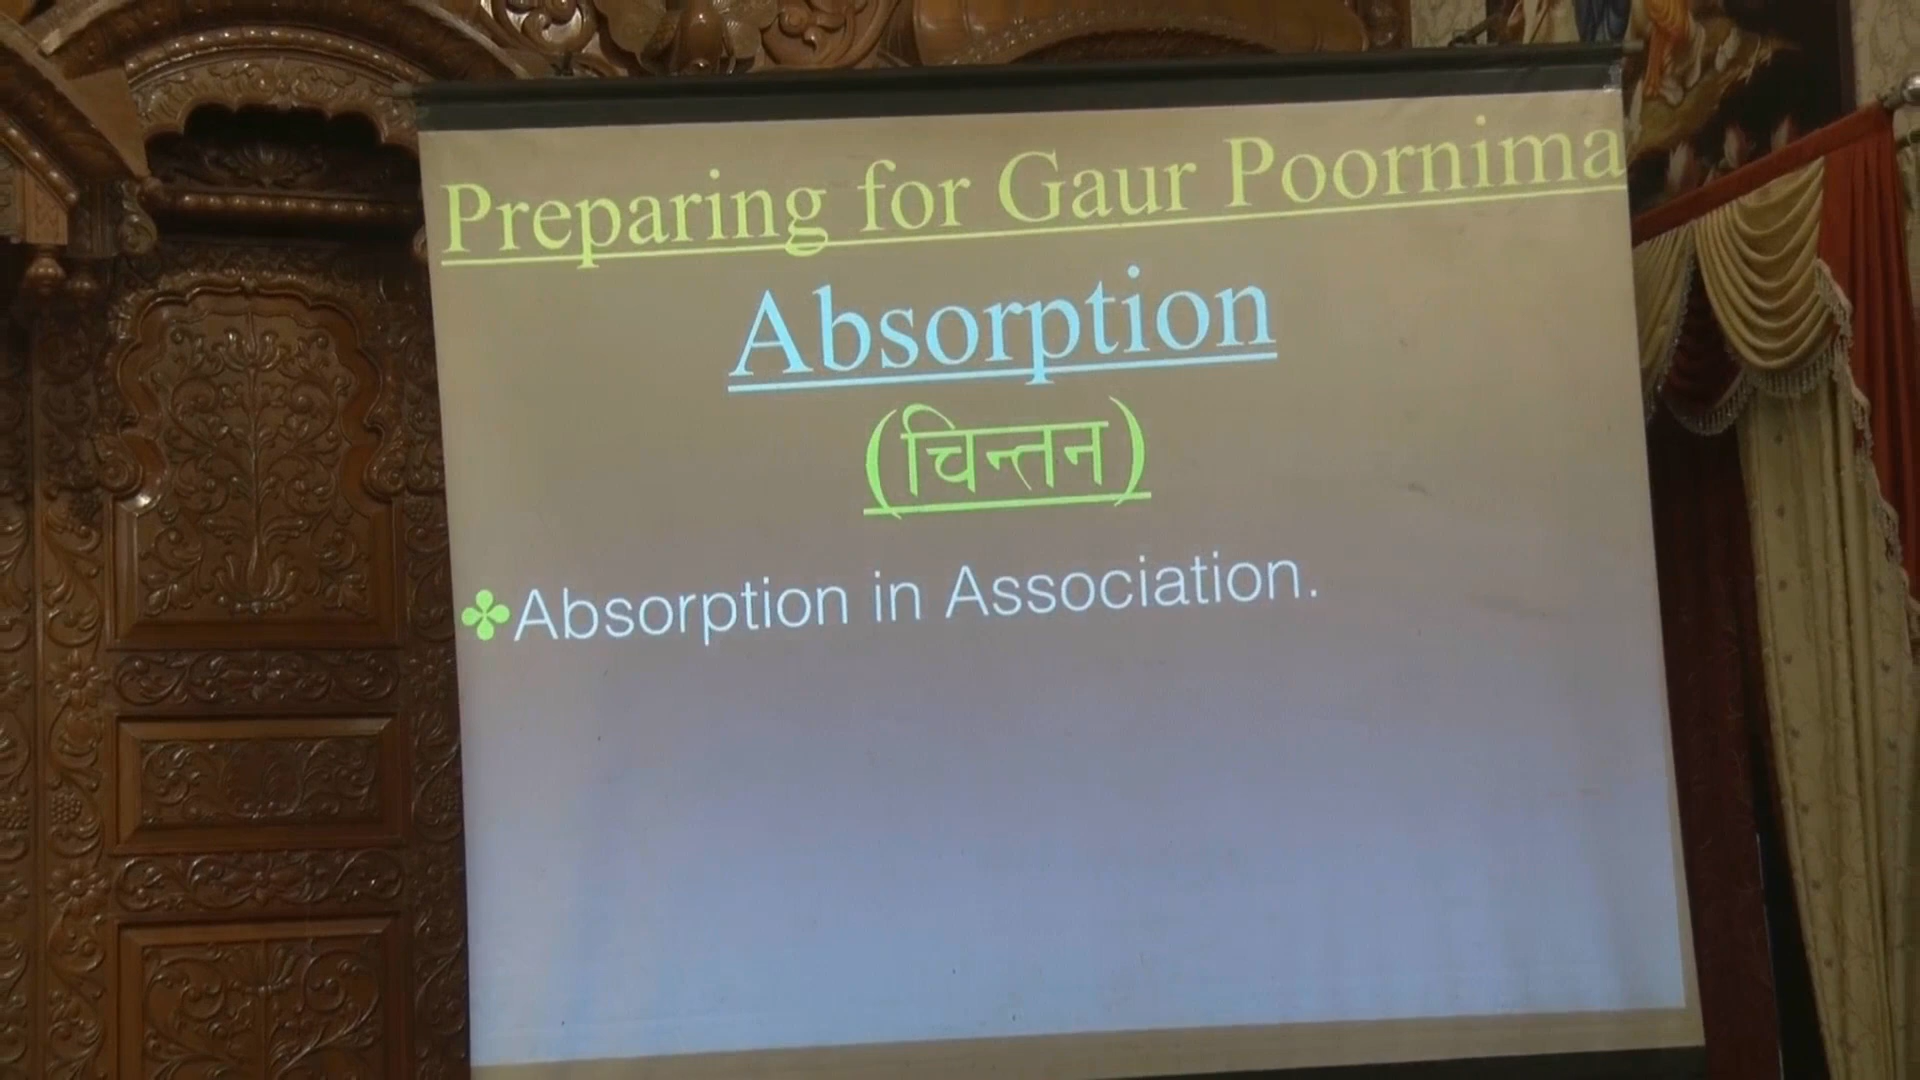 Preparing for Gaur Poornima
Absorption
(चिन्तन)
Absorption in Association.